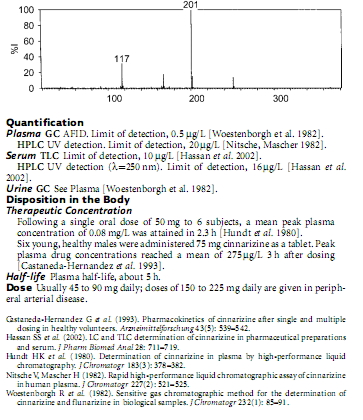 201
100
80
60
%I
117
40
20
0
100
200
300
Quantification
Plasma GC AFID. Limit of detection, 0.5 µg/L [Woestenborgh et al. 1982].
HPLC UV detection. Limit of detection, 20µg/L [Nitsche, Mascher 1982].
Serum TLC Limit of detection, 10 µg/L [Hassan et al. 2002].
HPLC UV detection (λ=250 nm). Limit of detection, 16µg/L [Hassan et al.
2002].
Urine GC See Plasma [Woestenborgh et al. 1982].
Disposition in the Body
Therapeutic Concentration
Following a single oral dose of 50 mg to 6 subjects, a mean peak plasma
concentration of 0.08 mg/L was attained in 2.3 h [Hundt et al. 1980].
Six young, healthy males were administered 75 mg cinnarizine as a tablet. Peak
plasma drug concentrations reached a mean of 275µg/L 3 h after dosing
[Castaneda-Hernandez et al. 1993].
Half-life Plasma half-life, about 5 h.
Dose Usually 45 to 90 mg daily; doses of 150 to 225 mg daily are given in periph-
eral arterial disease.
Castaneda-Hernandez G et al. (1993). Pharmacokinetics of cinnarizine after single and multiple
dosing in healthy volunteers. Arzneimittelforschung 43(5): 539–542.
Hassan SS et al. (2002). LC and TLC determination of cinnarizine in pharmaceutical preparations
and serum. J Pharm Biomed Anal 28: 711–719.
Hundt HK et al. (1980). Determination of cinnarizine in plasma by high-performance liquid
chromatography. J Chromatogr 183(3): 378–382.
Nitsche V, Mascher H (1982). Rapid high-performance liquid chromatographic assay of cinnarizine
in human plasma. J Chromatogr 227(2): 521–525.
Woestenborgh R et al. (1982). Sensitive gas chromatographic method for the determination of
cinnarizine and flunarizine in biological samples. J Chromatogr 232(1): 85–91.